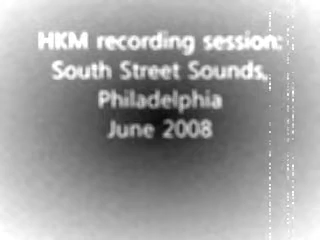 HKM recording session:
South Street Sounds,
Philadelphia
June 2008